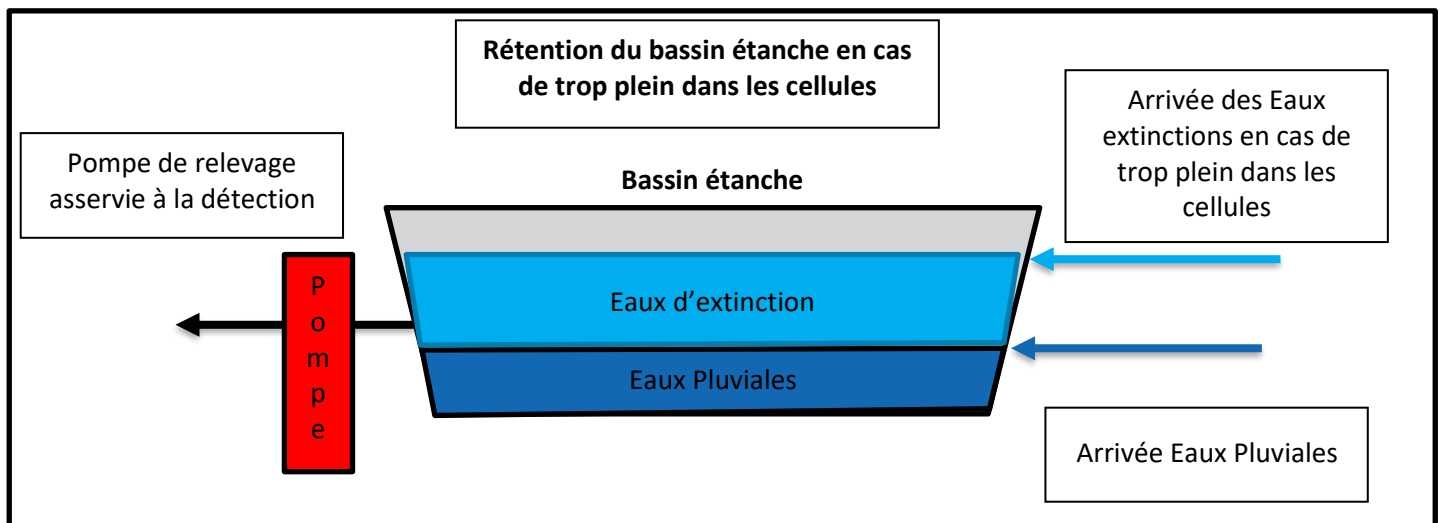 Rétention du bassin étanche en cas
de trop plein dans les cellules
Arrivée des Eaux
extinctions en cas de
trop plein dans les
cellules
Pompe de relevage
asservie à la détection
Bassin étanche
P
o
m
p
e
Eaux d’extinction
Eaux Pluviales
Arrivée Eaux Pluviales